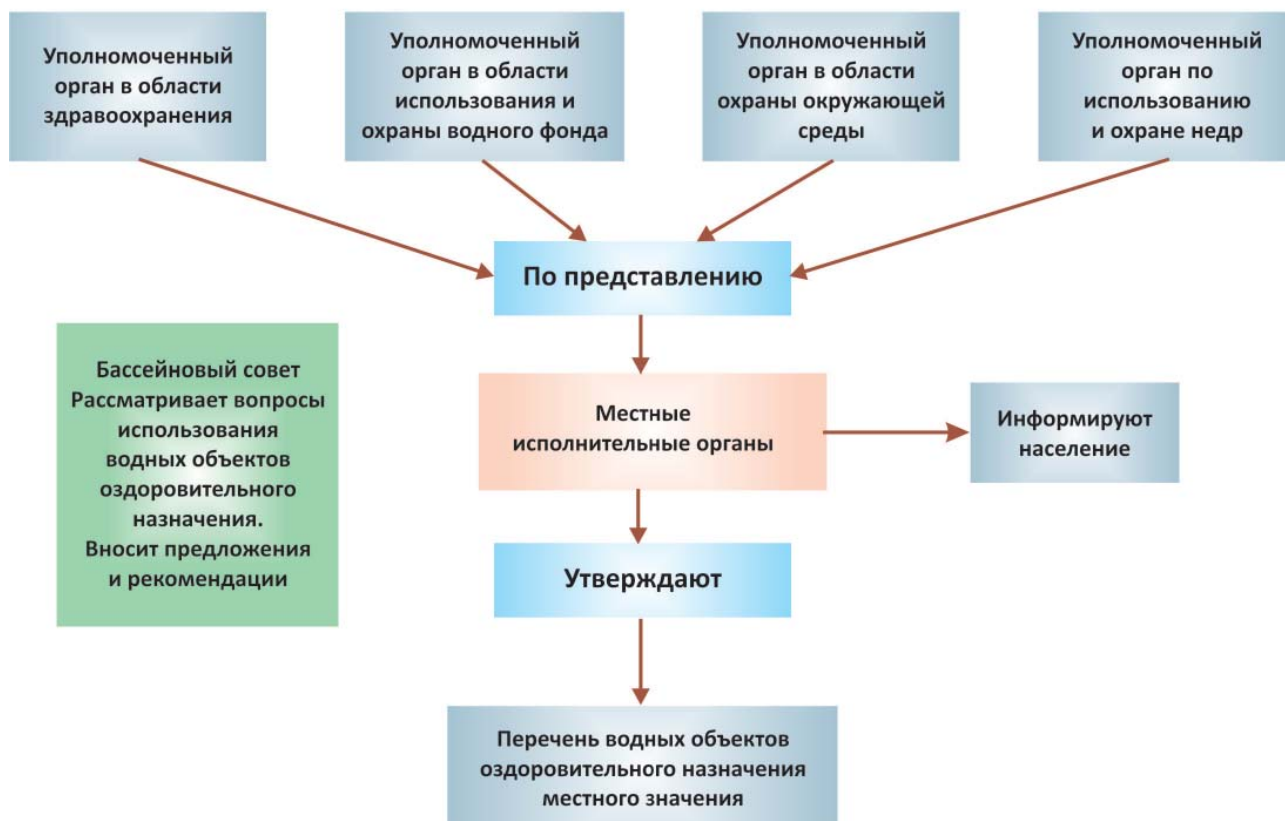 Уполномоченный
орган в области
здравоохранения
Уполномоченный
орган в области
использования и
охраны водного фонда
Уполномоченный
орган в области
охраны окружающей
среды
Уполномоченный
орган по
использованию
и охране недр
По представлению
Бассейновый совет
Рассматривает вопросы
использования
водных объектов
оздоровительного
назначения.
Вносит предложения
и рекомендации
Местные
исполнительные органы
Информируют
население
Утверждают
Перечень водных объектов
оздоровительного назначения
местного значения